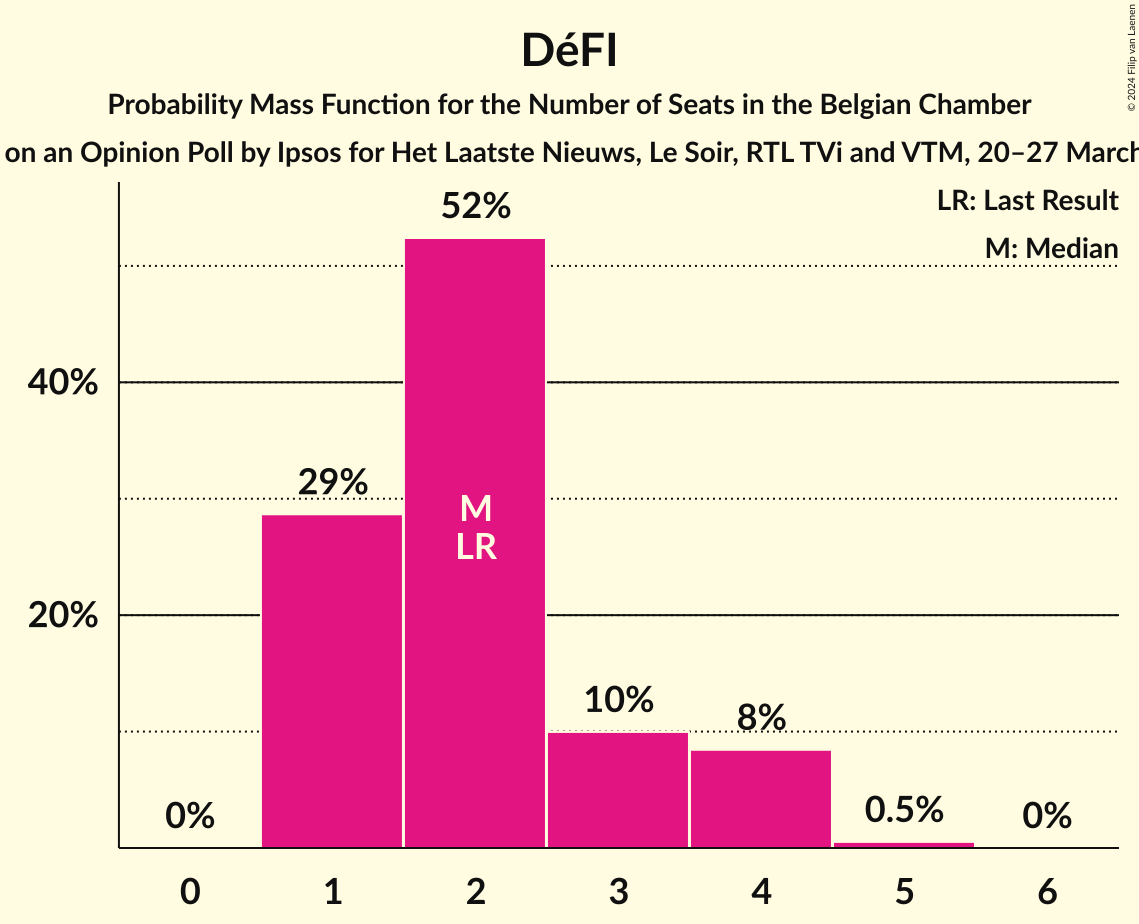 DéFI
Probability Mass Function for the Number of Seats in the Belgian Chamber
on an Opinion Poll by Ipsos for Het Laatste Nieuws, Le Soir, RTL TVi and VTM, 20–27 March
© 2024 Filip van Laenen
LR: Last Result
M: Median
52%
40%
29%
M
LR
20%
10%
8%
0%
0.5%
0%
0 1 2 3 4 5 6